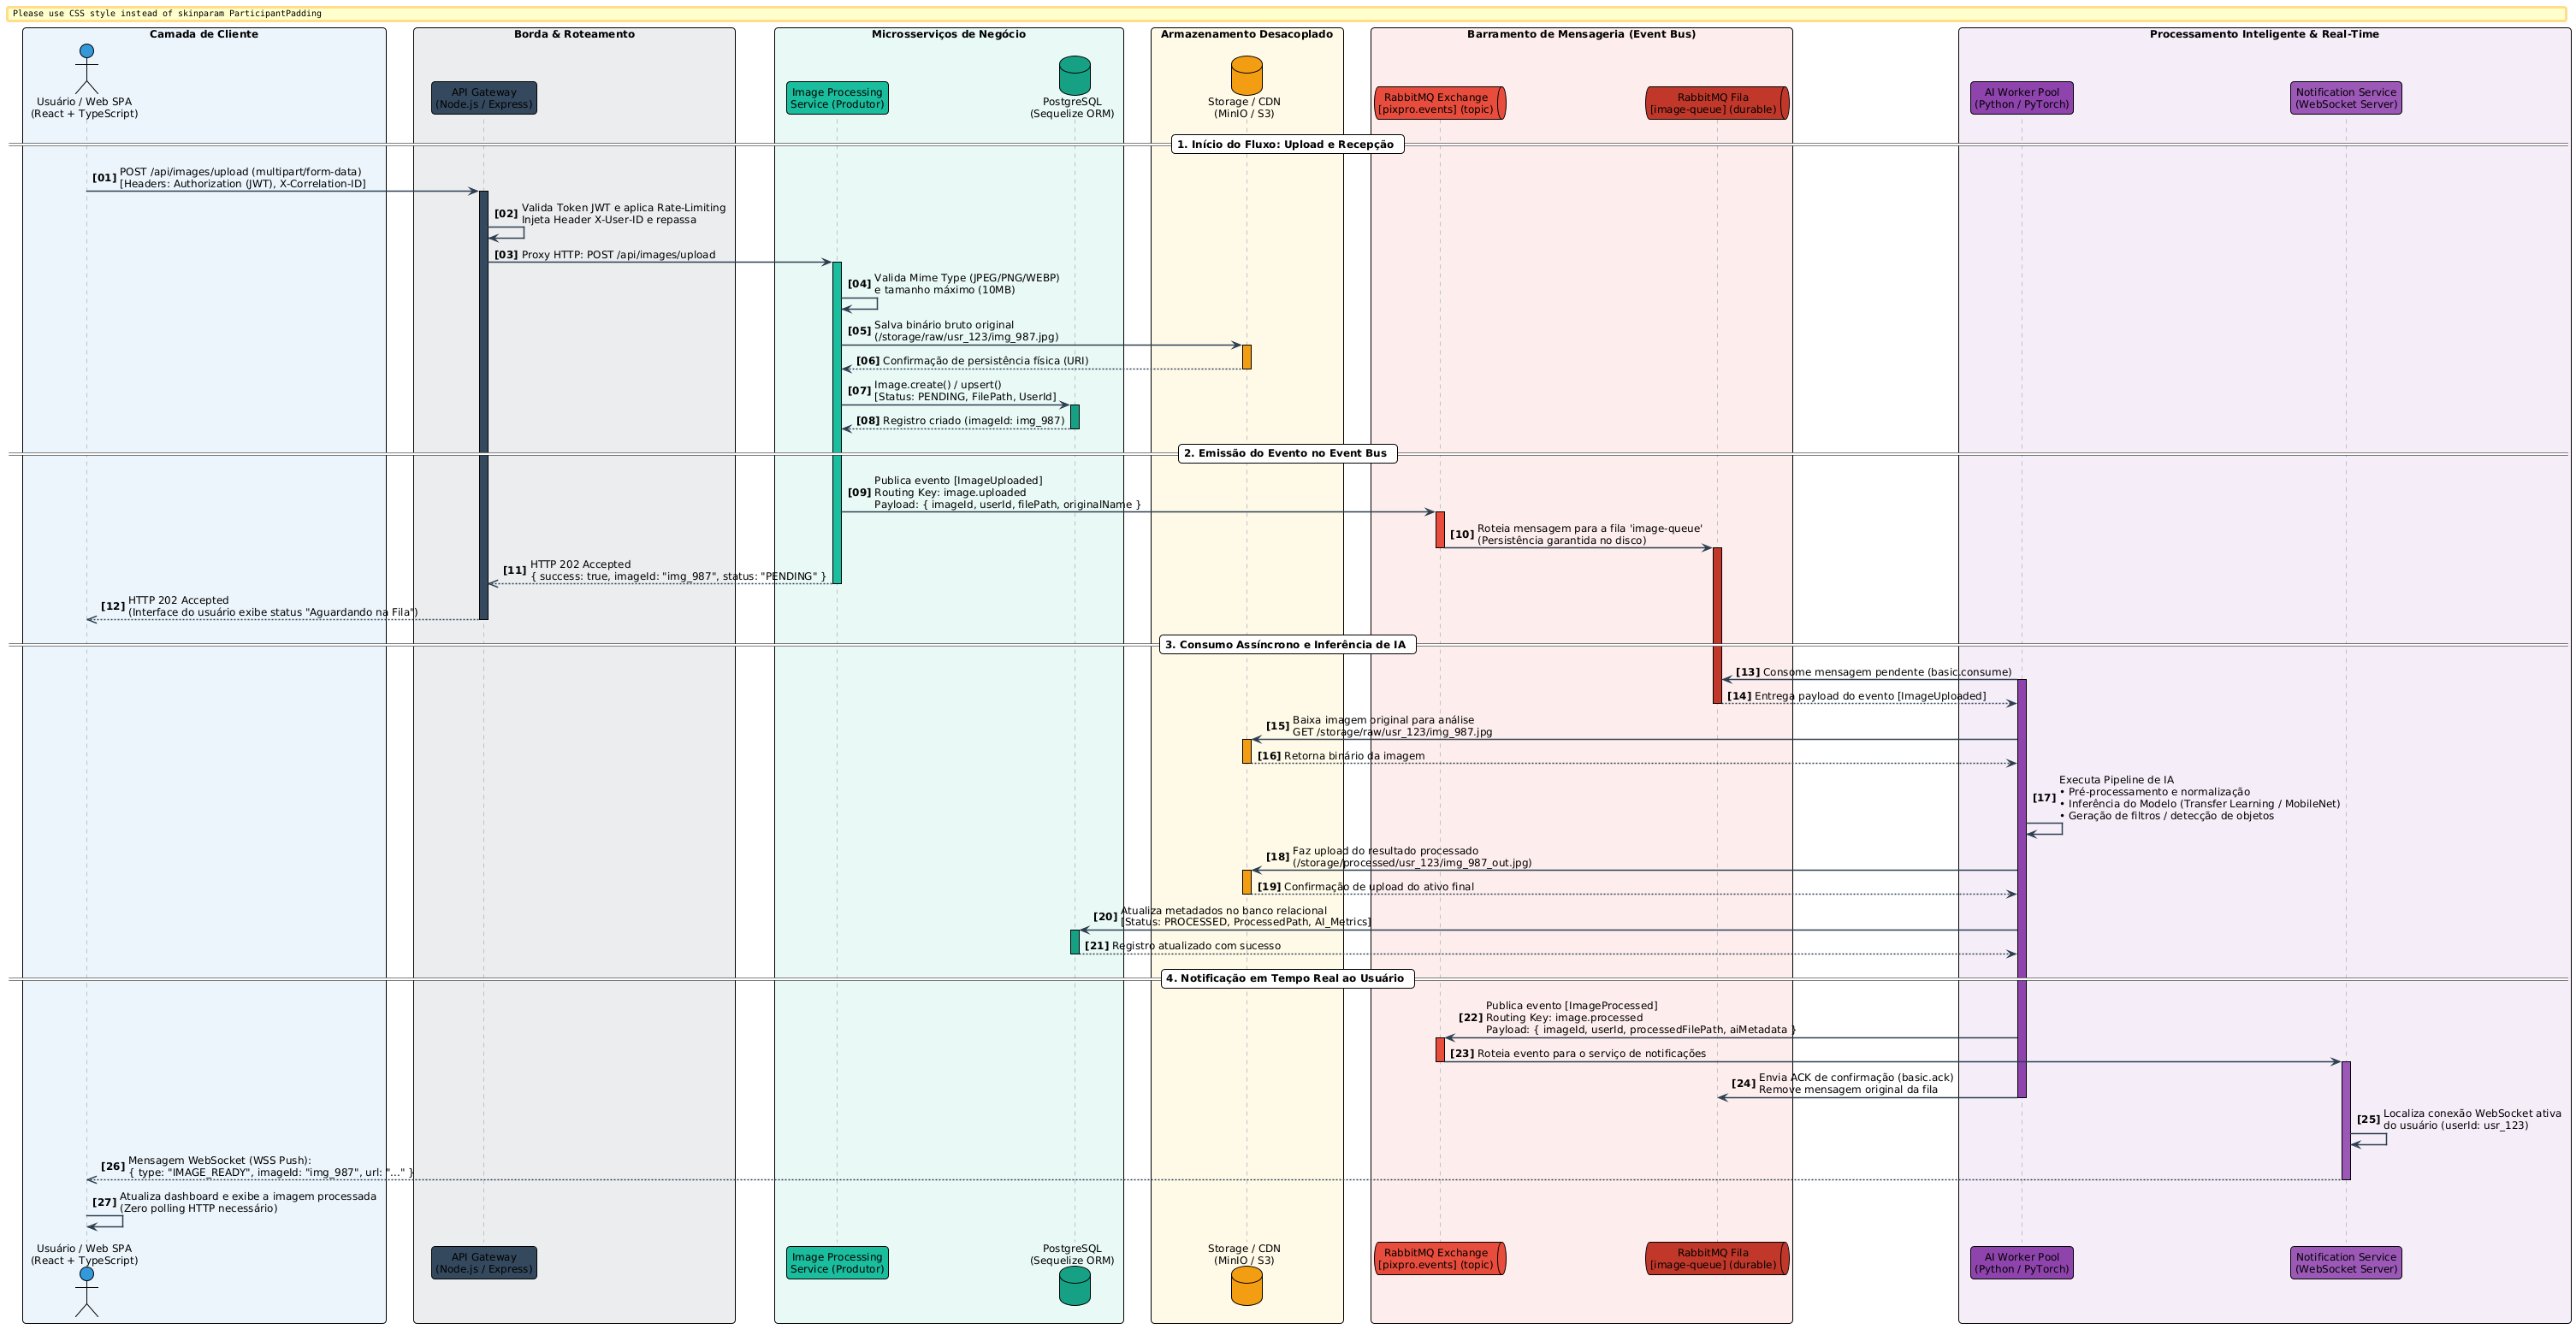 Please use CSS style instead of skinparam ParticipantPadding
Camada de Cliente
Borda & Roteamento
Microsserviços de Negócio
Armazenamento Desacoplado
Barramento de Mensageria (Event Bus)
Processamento Inteligente & Real-Time
Usuário / Web SPA
(React + TypeScript)
API Gateway
(Node.js / Express)
Image Processing
Service (Produtor)
PostgreSQL
(Sequelize ORM)
Storage / CDN
(MinIO / S3)
RabbitMQ Exchange
[pixpro.events] (topic)
RabbitMQ Fila
[image-queue] (durable)
AI Worker Pool
(Python / PyTorch)
Notification Service
(WebSocket Server)
1. Início do Fluxo: Upload e Recepção
[01] POST /api/images/upload (multipart/form-data)
[Headers: Authorization (JWT), X-Correlation-ID]
[02] Valida Token JWT e aplica Rate-Limiting
Injeta Header X-User-ID e repassa
[03] Proxy HTTP: POST /api/images/upload
[04] Valida Mime Type (JPEG/PNG/WEBP)
e tamanho máximo (10MB)
[05] Salva binário bruto original
(/storage/raw/usr_123/img_987.jpg)
[06] Confirmação de persistência física (URI)
[07] Image.create() / upsert()
[Status: PENDING, FilePath, UserId]
[08] Registro criado (imageId: img_987)
2. Emissão do Evento no Event Bus
[09] Publica evento [ImageUploaded]
Routing Key: image.uploaded
Payload: { imageId, userId, filePath, originalName }
[10] Roteia mensagem para a fila 'image-queue'
(Persistência garantida no disco)
[11] HTTP 202 Accepted
{ success: true, imageId: "img_987", status: "PENDING" }
[12] HTTP 202 Accepted
(Interface do usuário exibe status "Aguardando na Fila")
3. Consumo Assíncrono e Inferência de IA
[13] Consome mensagem pendente (basic.consume)
[14] Entrega payload do evento [ImageUploaded]
[15] Baixa imagem original para análise
GET /storage/raw/usr_123/img_987.jpg
[16] Retorna binário da imagem
[17] Executa Pipeline de IA
• Pré-processamento e normalização
• Inferência do Modelo (Transfer Learning / MobileNet)
• Geração de filtros / detecção de objetos
[18] Faz upload do resultado processado
(/storage/processed/usr_123/img_987_out.jpg)
[19] Confirmação de upload do ativo final
[20] Atualiza metadados no banco relacional
[Status: PROCESSED, ProcessedPath, AI_Metrics]
[21] Registro atualizado com sucesso
4. Notificação em Tempo Real ao Usuário
[22] Publica evento [ImageProcessed]
Routing Key: image.processed
Payload: { imageId, userId, processedFilePath, aiMetadata }
[23] Roteia evento para o serviço de notificações
[24] Envia ACK de confirmação (basic.ack)
Remove mensagem original da fila
[25] Localiza conexão WebSocket ativa
do usuário (userId: usr_123)
[26] Mensagem WebSocket (WSS Push):
{ type: "IMAGE_READY", imageId: "img_987", url: "..." }
[27] Atualiza dashboard e exibe a imagem processada
(Zero polling HTTP necessário)
Usuário / Web SPA
(React + TypeScript)
API Gateway
(Node.js / Express)
Image Processing
Service (Produtor)
PostgreSQL
(Sequelize ORM)
Storage / CDN
(MinIO / S3)
RabbitMQ Exchange
[pixpro.events] (topic)
RabbitMQ Fila
[image-queue] (durable)
AI Worker Pool
(Python / PyTorch)
Notification Service
(WebSocket Server)